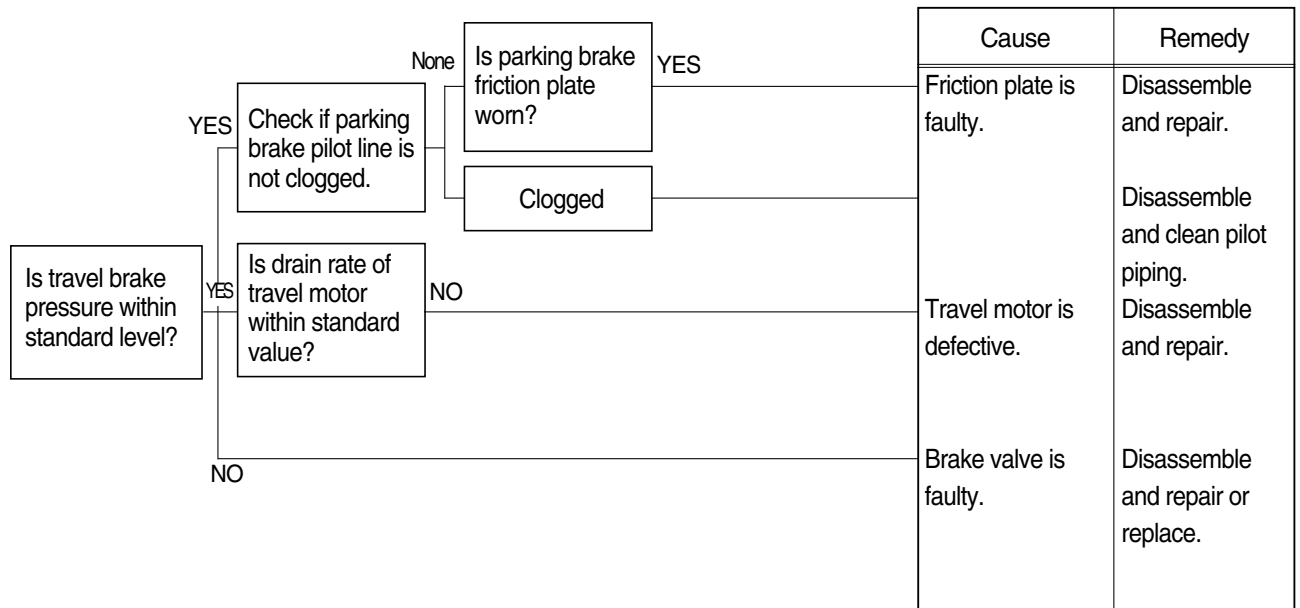 Cause
Remedy
None
Is parking brake
friction plate
worn?
YES
Friction plate is
faulty.
Disassemble
and repair.
YES
Check if parking
brake pilot line is
not clogged.
Clogged
Disassemble
and clean pilot
piping.
Is travel brake
pressure within
standard level?
YES
Is drain rate of
travel motor
within standard
value?
NO
Travel motor is
defective.
Disassemble
and repair.
NO
Brake valve is
faulty.
Disassemble
and repair or
replace.